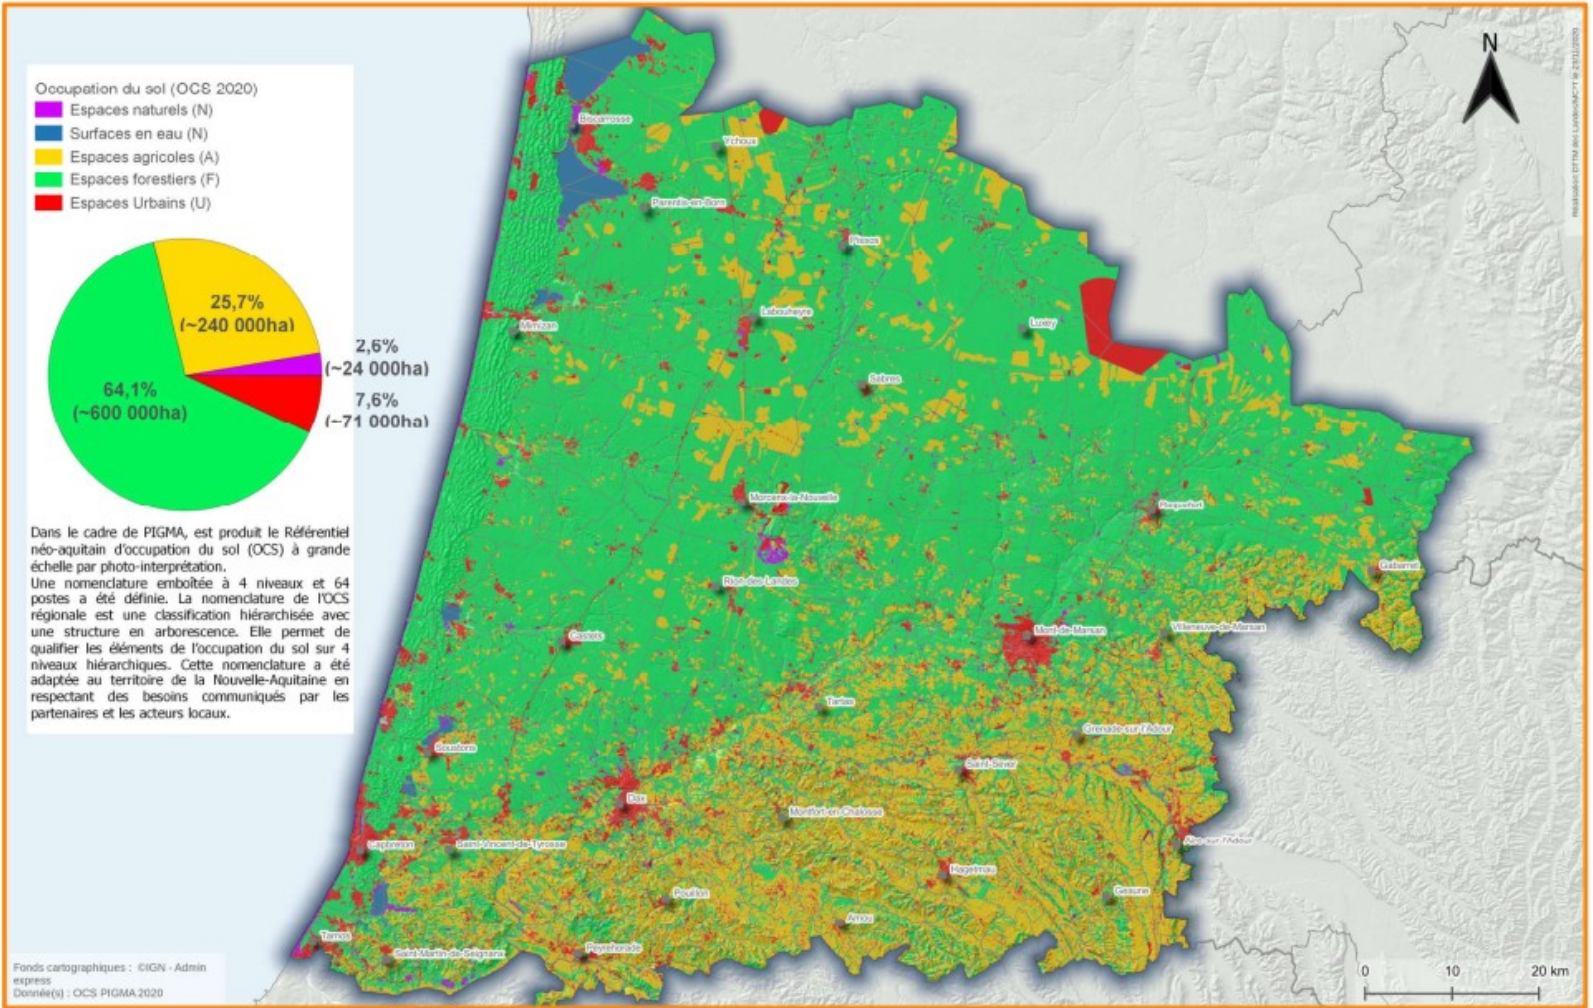 Occupation du sol (OCS 2020)
Espaces naturels (N)
Surfaces en eau (N)
Espaces agricoles (A)
Espaces forestiers (F)
Espaces Urbains (U)
25,7%
(~240 000ha)
2,6%
(~24 000ha)
64,1%
(~600 000ha)
7,6%
(~71 000ha)
Dans le cadre de PIGMA, est produit le Référentiel
néo-aquitain d'occupation du sol (OCS) à grande
échelle par photo-interprétation.
Une nomenclature emboîtée à 4 niveaux et 64
postes a été définie. La nomenclature de l'OCS
régionale est une classification hiérarchisée avec
une structure en arborescence. Elle permet de
qualifier les éléments de l'occupation du sol sur 4
niveaux hiérarchiques. Cette nomenclature a été
adaptée au territoire de la Nouvelle-Aquitaine en
respectant des besoins communiqués par les
partenaires et les acteurs locaux.
N
Biscarrosse
Ychoux
Parentis-en-Born
Pissos
Labouheyre
Mimizan
Luxey
Sabres
Morcenx-la-Nouvelle
Roquefort
Gabarret
Rion-des-Landes
Castets
Mont-de-Marsan
Villeneuve-de-Marsan
Tartas
Grenade-sur-l'Adour
Soustons
Saint-Sever
Dax
Montfort-en-Chalosse
Capbreton
Saint-Vincent-de-Tyrosse
Aire-sur-l'Adour
Hagetmau
Geaune
Pouillon
Amou
Tarnos
Saint-Martin-de-Seignanx
Peyrehorade
Fonds cartographiques : ©IGN - Admin
express
Donnée(s) : OCS PIGMA 2020
0 10 20 km